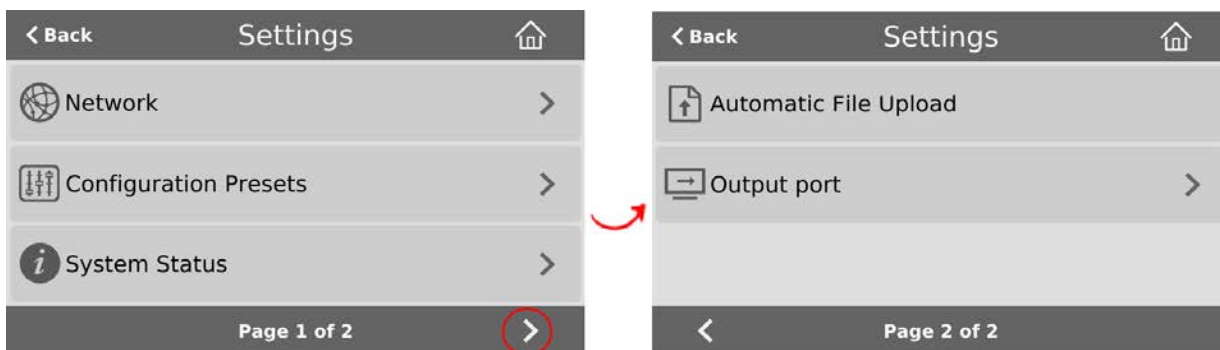 Back Settings
Network
Configuration Presets
System Status
Page 1 of 2
Back Settings
Automatic File Upload
Output port
Page 2 of 2